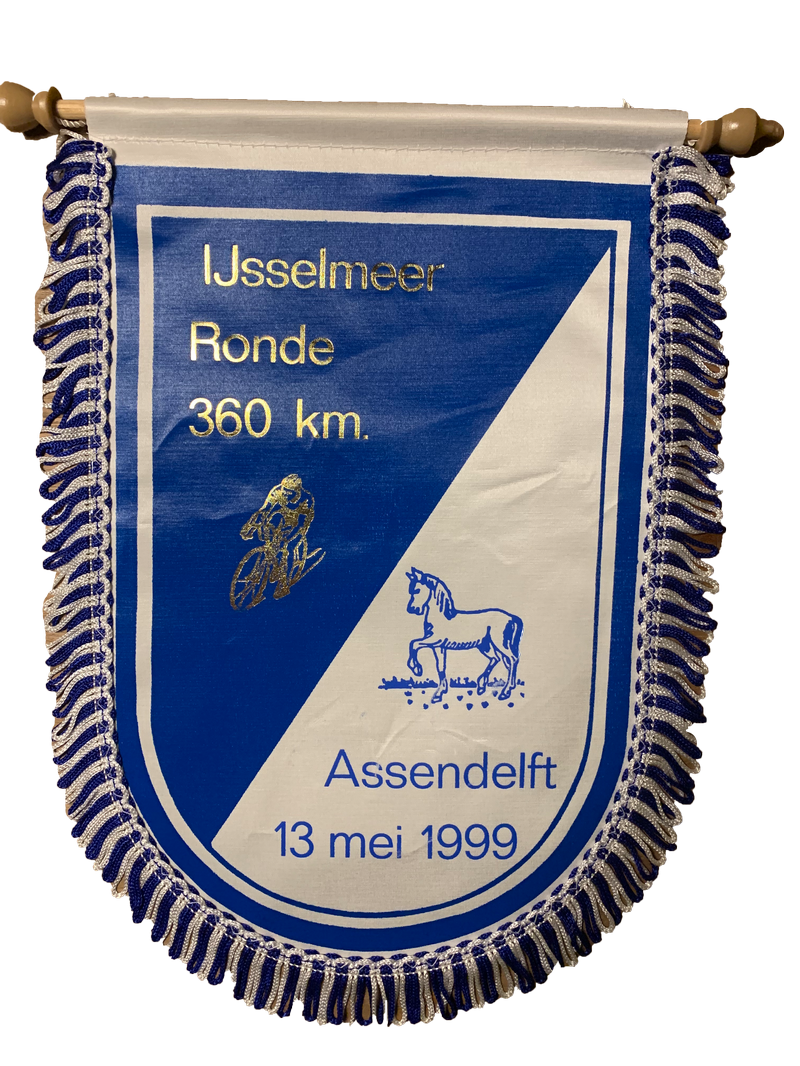 IJsselmeer
Ronde
360 km.
Assendelft
13 mei 1999